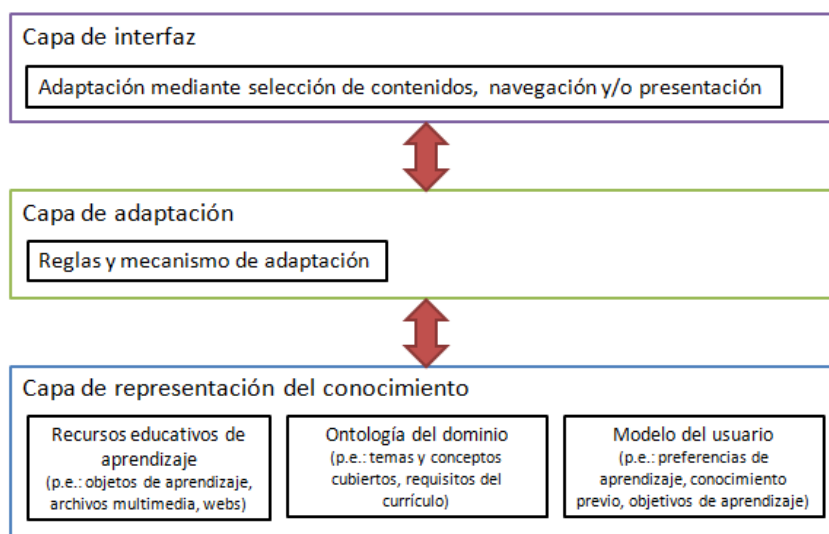 Capa de interfaz
Adaptación mediante selección de contenidos, navegación y/o presentación
Capa de adaptación
Reglas y mecanismo de adaptación
Capa de representación del conocimiento
Recursos educativos de
aprendizaje
(p.e.: objetos de aprendizaje,
archivos multimedia, webs)
Ontología del dominio
(p.e.: temas y conceptos
cubiertos, requisitos del
currículo)
Modelo del usuario
(p.e.: preferencias de
aprendizaje, conocimiento
previo, objetivos de aprendizaje)